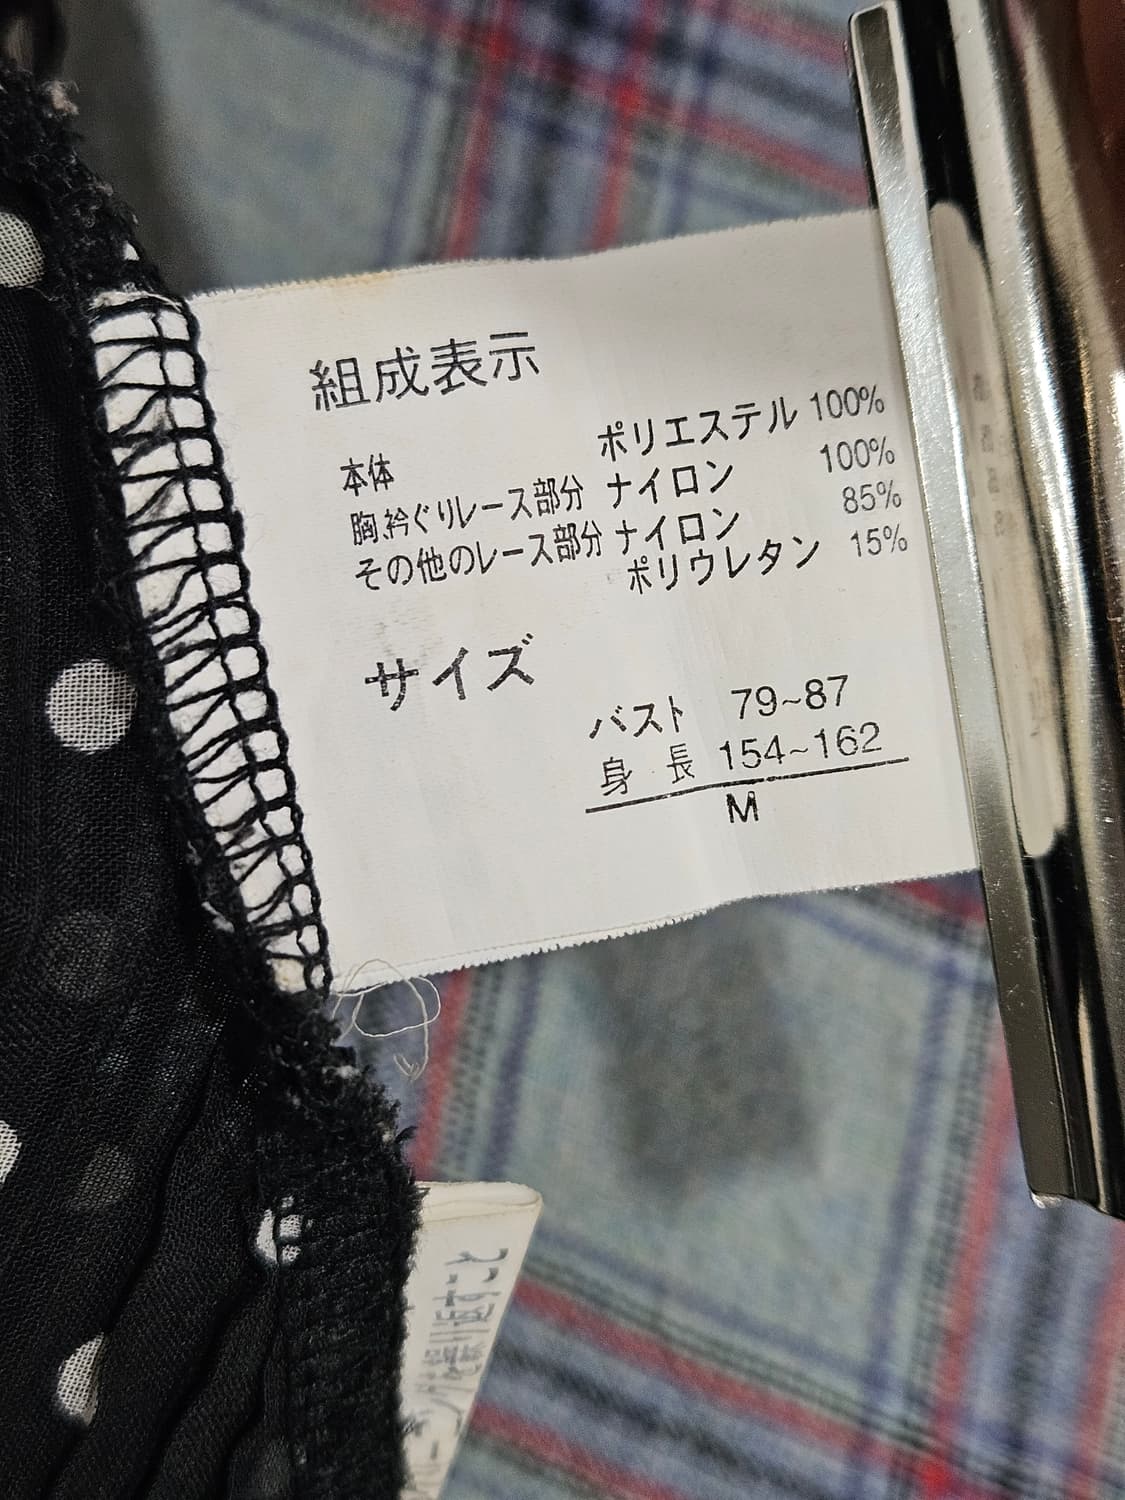 組成表示
本体 ポリエステル 100%
胸,衿ぐりレース部分 ナイロン 100%
その他のレース部分 ナイロン 85%
ポリウレタン 15%
サイズ
バスト 79~87
身長 154~162
M